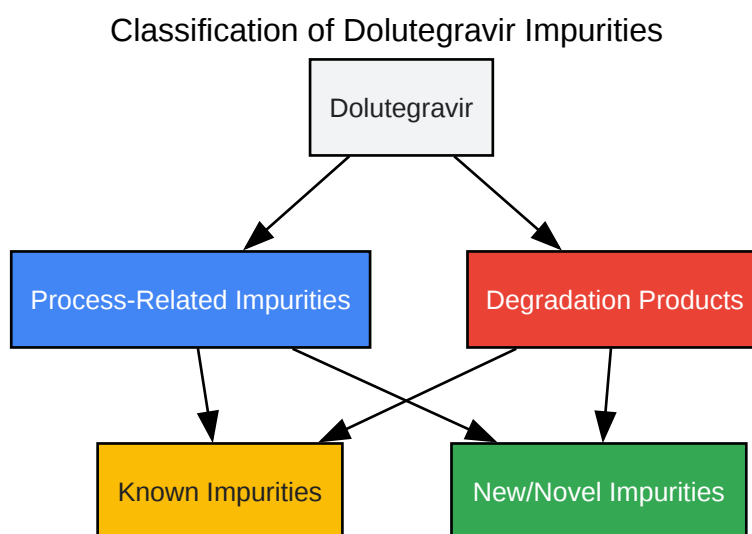 Classification of Dolutegravir Impurities
Dolutegravir
Process-Related Impurities
Degradation Products
Known Impurities
New/Novel Impurities